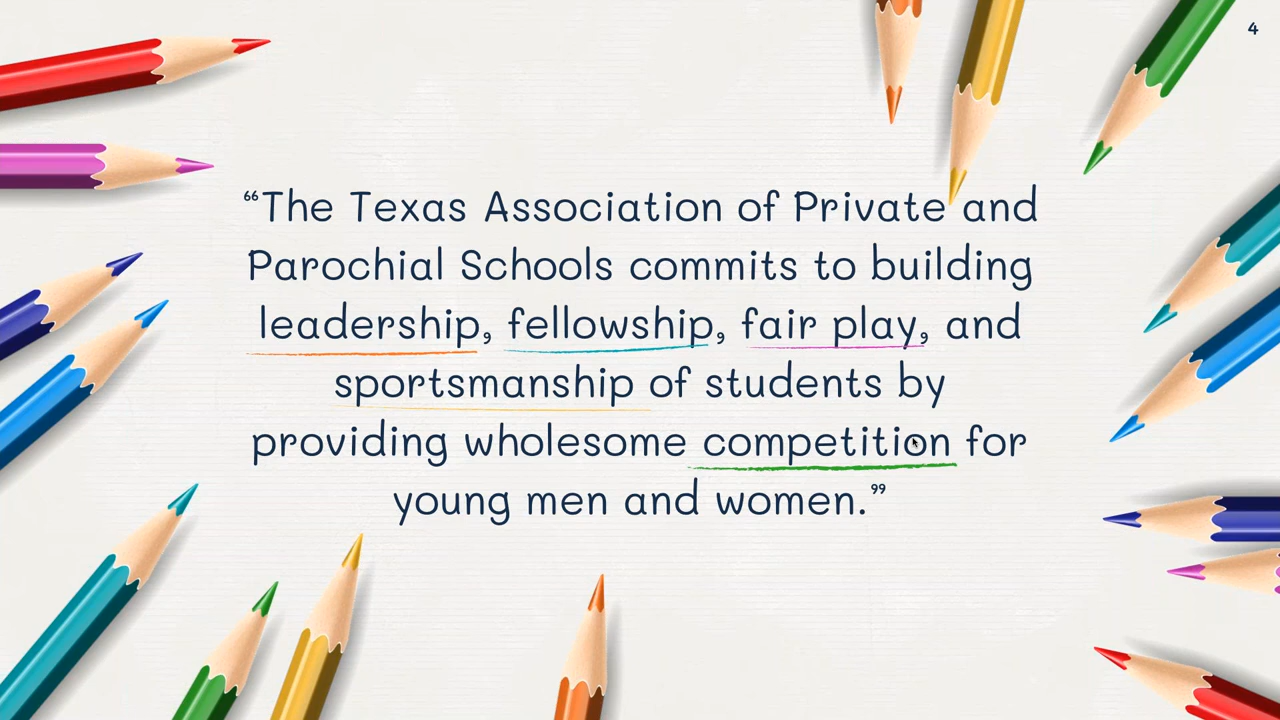 4
“The Texas Association of Private and
Parochial Schools commits to building
leadership, fellowship, fair play, and
sportsmanship of students by
providing wholesome competition for
young men and women.”